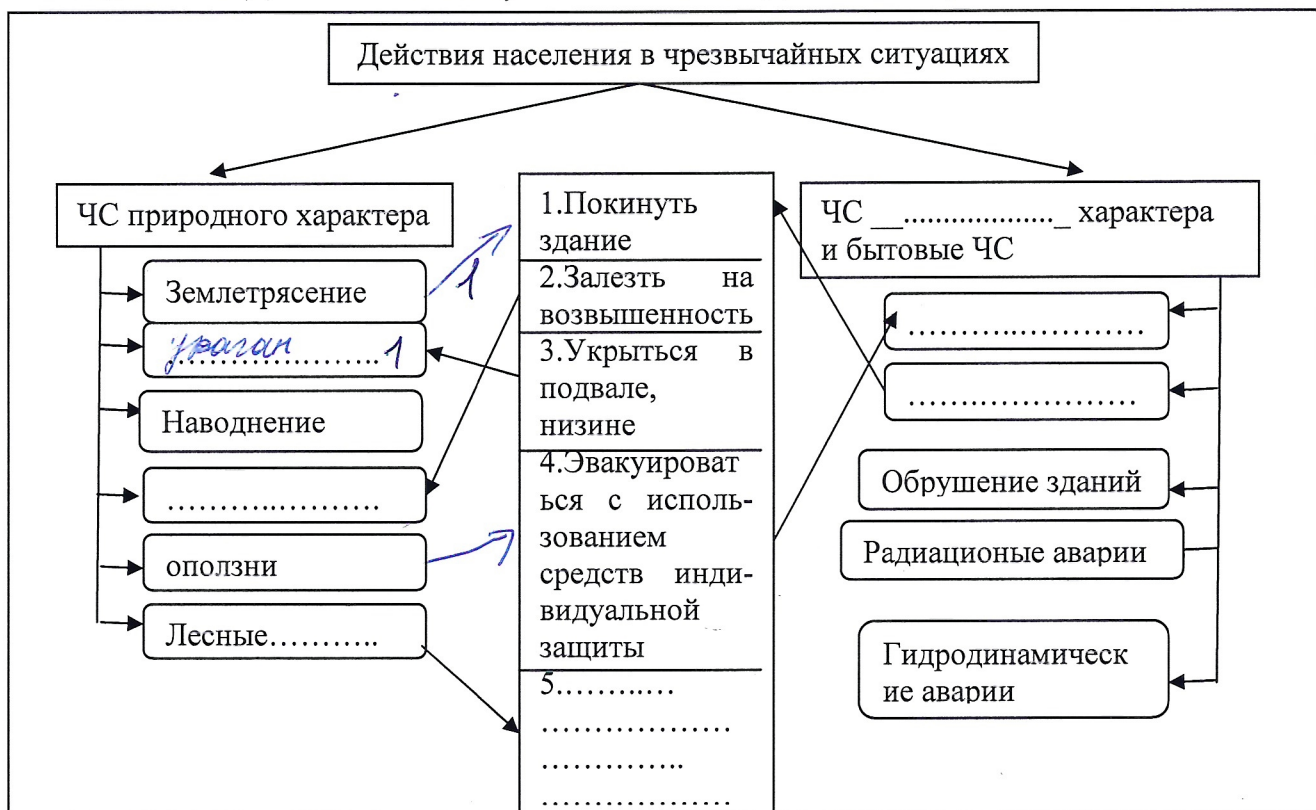 Действия населения в чрезвычайных ситуациях
ЧС природного характера
Землетрясение
1
ураган
…………………..1
Наводнение
………..……….
оползни
Лесные………..
1.Покинуть
здание
2.Залезть на
возвышенность
3.Укрыться в
подвале,
низине
4.Эвакуироват
ься с исполь-
зованием
средств инди-
видуальной
защиты
5………..…
………………
…………..
………………
ЧС __...................._ характера
и бытовые ЧС
………..…………
……..……………
Обрушение зданий
Радиационые аварии
Гидродинамическ
ие аварии